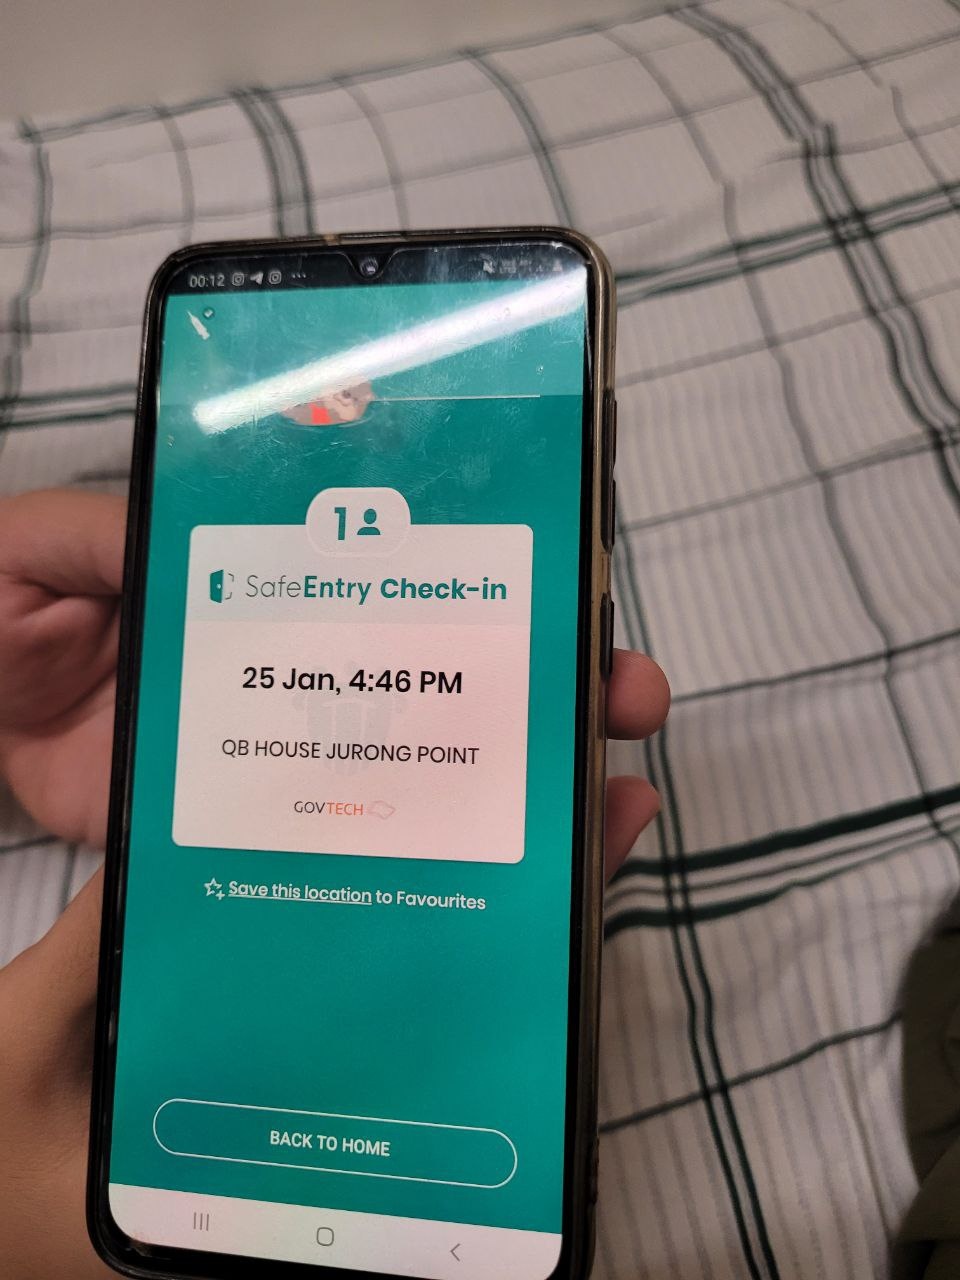 00:12
1
SafeEntry Check-in
25 Jan, 4:46 PM
QB HOUSE JURONG POINT
GOVTECH
Save this location to Favourites
BACK TO HOME